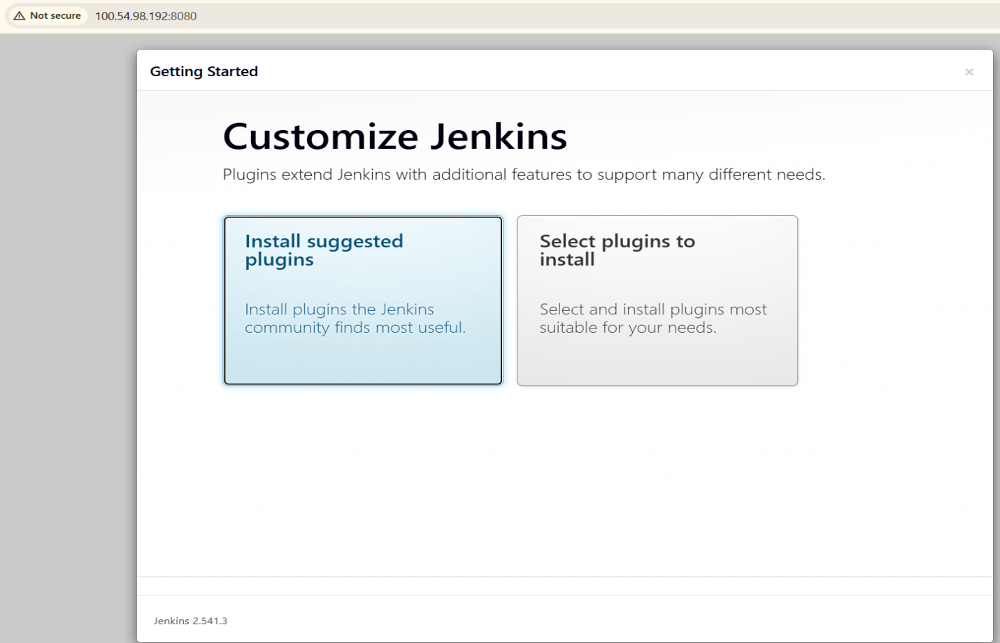 Not secure 100.54.98.192:8080
Getting Started ×
Customize Jenkins
Plugins extend Jenkins with additional features to support many different needs.
Install suggested
plugins
Install plugins the Jenkins
community finds most useful.
Select plugins to
install
Select and install plugins most
suitable for your needs.
Jenkins 2.541.3